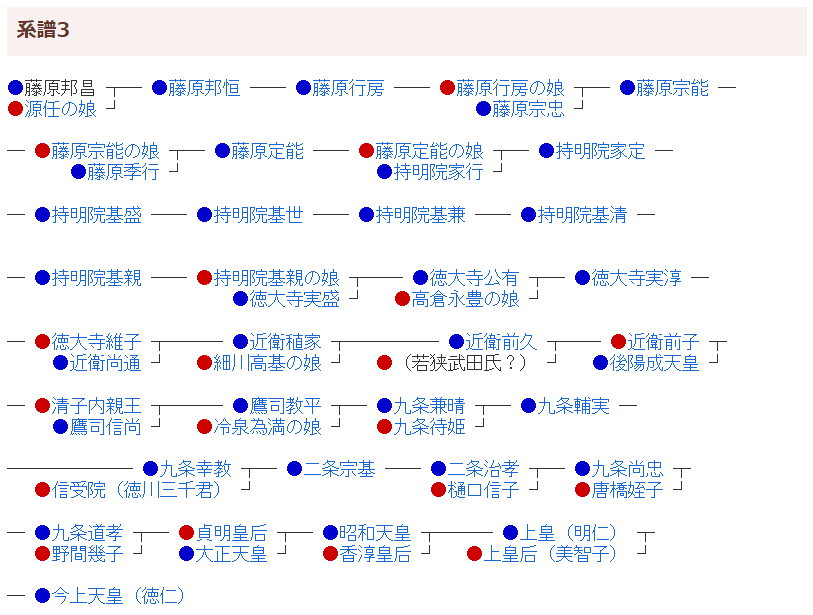 系譜3
藤原邦昌 藤原邦恒 藤原行房 藤原行房の娘 藤原宗能
源任の娘 藤原宗忠
藤原宗能の娘 藤原定能 藤原定能の娘 持明院家定
藤原季行 持明院家行
持明院基盛 持明院基世 持明院基兼 持明院基清
持明院基親 持明院基親の娘 徳大寺公有 徳大寺実淳
徳大寺実盛 高倉永豊の娘
徳大寺維子 近衛稙家 近衛前久 近衛前子
近衛尚通 細川高基の娘 （若狭武田氏？） 後陽成天皇
清子内親王 鷹司教平 九条兼晴 九条輔実
鷹司信尚 冷泉為満の娘 九条待姫
九条幸教 二条宗基 二条治孝 九条尚忠
信受院（徳川三千君） 樋口信子 唐橋姪子
九条道孝 貞明皇后 昭和天皇 上皇（明仁）
野間幾子 大正天皇 香淳皇后 上皇后（美智子）
今上天皇（徳仁）